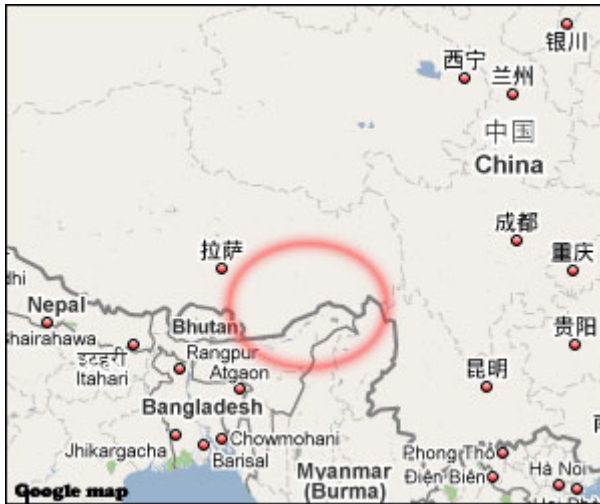 银川
西宁
兰州
中国
China
成都
拉萨
重庆
dhi
Nepal
Bhutan
Shairahawa
贵阳
इटहरी
Rangpur
Itahari
Atgaon
昆明
Bangladesh
Chowmohani
Jhikargacha
Barisal
Phong Thổ
Myanmar
(Burma)
Điện Biên
Hà Nội
Google map